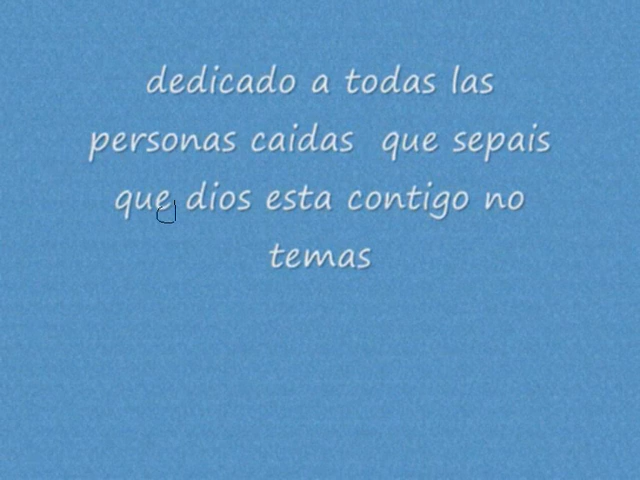 dedicado a todas las
personas caidas que sepais
que dios esta contigo no
temas